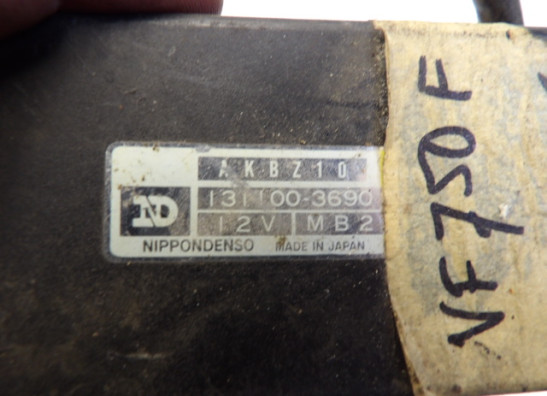 AKBZ10
131100-3690
12V MB2
ND
NIPPONDENSO MADE IN JAPAN
VF750F